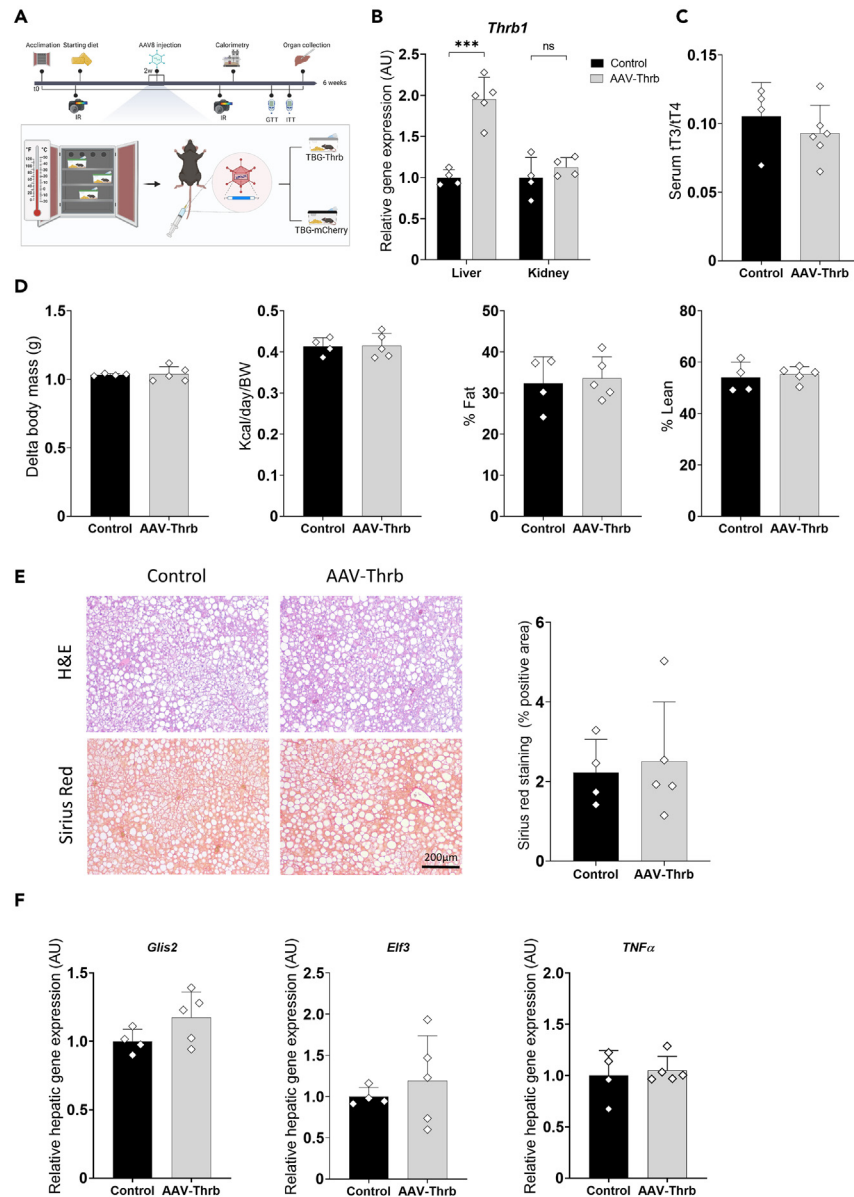 A
Acclimation Starting diet AAV8 injection Calorimetry Organ collection
2w
t0 6 weeks
IR IR GTT ITT
°F °C
TBG-Thrb
TBG-mCherry
B
Thrb1
*** ns
Control
AAV-Thrb
Relative gene expression (AU)
2.5
2.0
1.5
1.0
0.5
0
Liver Kidney
C
Serum tT3/tT4
0.15
0.10
0.05
0
Control AAV-Thrb
D
Delta body mass (g)
1.5
1.0
0.5
0
Control AAV-Thrb
Kcal/day/BW
0.5
0.4
0.3
0.2
0.1
0
Control AAV-Thrb
% Fat
50
40
30
20
10
0
Control AAV-Thrb
% Lean
80
60
40
20
0
Control AAV-Thrb
E
Control AAV-Thrb
H&E
Sirius Red
200µm
Sirius red staining (% positive area)
6
4
2
0
Control AAV-Thrb
F
Glis2
Relative hepatic gene expression (AU)
1.5
1.0
0.5
0
Control AAV-Thrb
Elf3
Relative hepatic gene expression (AU)
2.5
2.0
1.5
1.0
0.5
0
Control AAV-Thrb
TNFα
Relative hepatic gene expression (AU)
2.0
1.5
1.0
0.5
0
Control AAV-Thrb